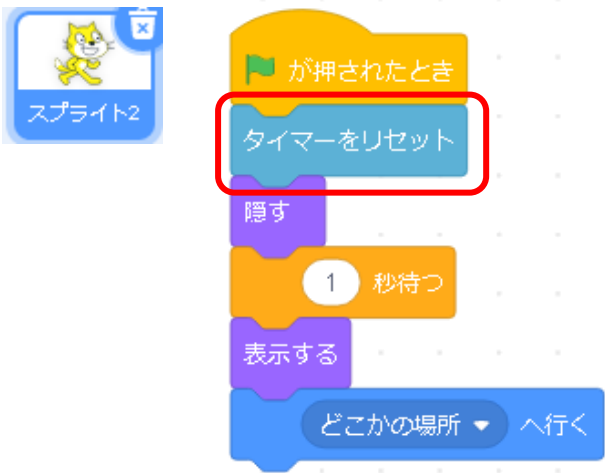 スプライト2
が押されたとき
タイマーをリセット
隠す
1 秒待つ
表示する
どこかの場所 へ行く